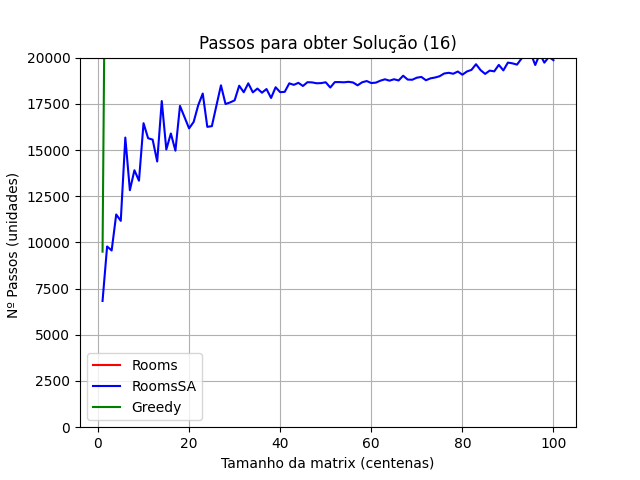 Passos para obter Solução (16)
20000
17500
15000
12500
10000
7500
5000
2500
0
Nº Passos (unidades)
Rooms
RoomsSA
Greedy
0 20 40 60 80 100
Tamanho da matrix (centenas)